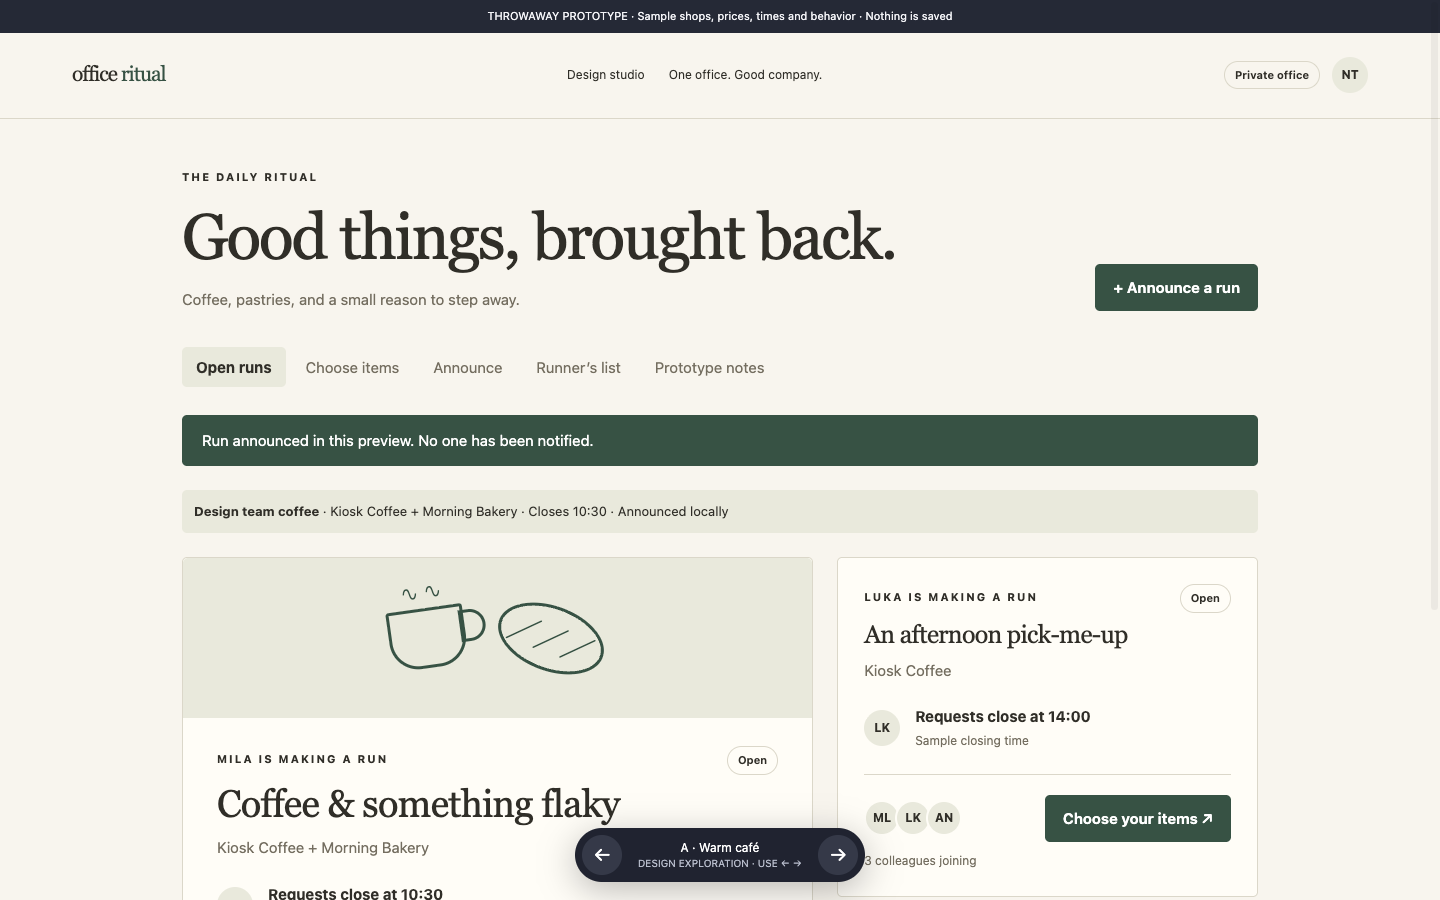 THROWAWAY PROTOTYPE · Sample shops, prices, times and behavior · Nothing is saved
office ritual
Design studio
One office. Good company.
Private office
NT
THE DAILY RITUAL
Good things, brought back.
Coffee, pastries, and a small reason to step away.
+ Announce a run
Open runs
Choose items
Announce
Runner’s list
Prototype notes
Run announced in this preview. No one has been notified.
Design team coffee · Kiosk Coffee + Morning Bakery · Closes 10:30 · Announced locally
MILA IS MAKING A RUN
Open
Coffee & something flaky
Kiosk Coffee + Morning Bakery
Requests close at 10:30
LUKA IS MAKING A RUN
Open
An afternoon pick-me-up
Kiosk Coffee
LK
Requests close at 14:00
Sample closing time
ML LK AN
Choose your items ↗
3 colleagues joining
← A · Warm café →
DESIGN EXPLORATION · USE ← →